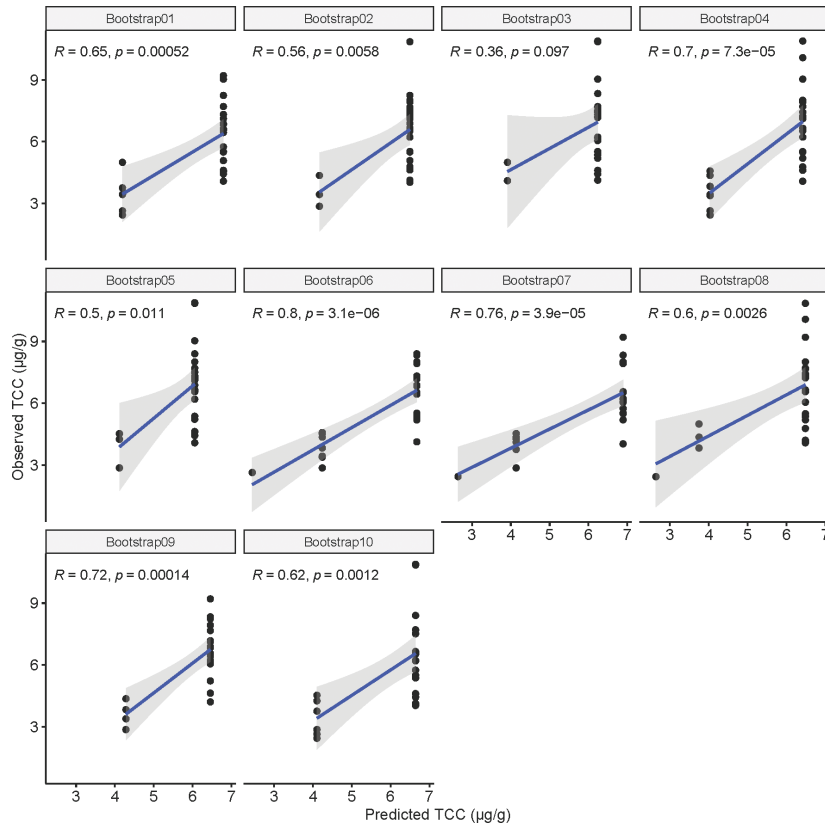 Bootstrap01 Bootstrap02 Bootstrap03 Bootstrap04
R = 0.65, p = 0.00052 R = 0.56, p = 0.0058 R = 0.36, p = 0.097 R = 0.7, p = 7.3e−05
9
6
3
Bootstrap05 Bootstrap06 Bootstrap07 Bootstrap08
R = 0.5, p = 0.011 R = 0.8, p = 3.1e−06 R = 0.76, p = 3.9e−05 R = 0.6, p = 0.0026
9
6
3
Observed TCC (µg/g)
3 4 5 6 7 3 4 5 6 7
Bootstrap09 Bootstrap10
R = 0.72, p = 0.00014 R = 0.62, p = 0.0012
9
6
3
3 4 5 6 7 3 4 5 6 7
Predicted TCC (µg/g)